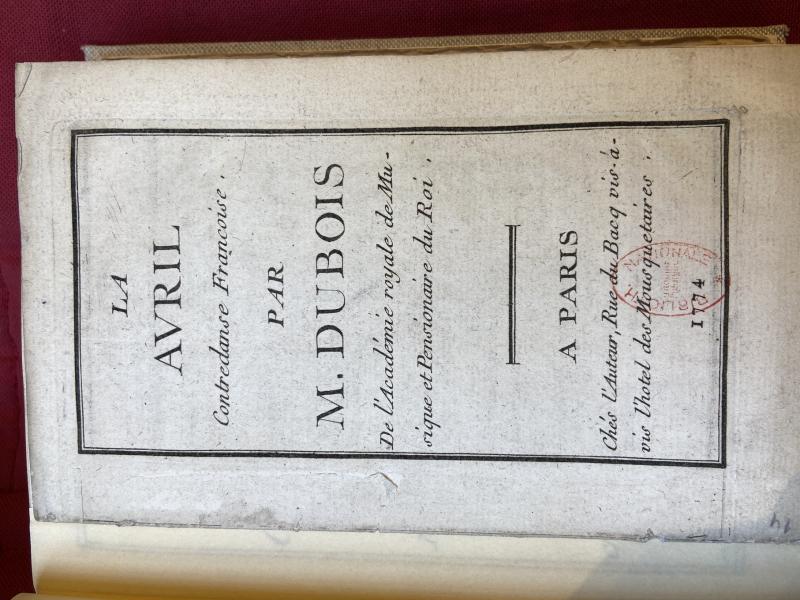 LA
AVRIL
Contredanse Françoise.
PAR
M. DUBOIS
De l'Académie royale de Mu-
sique et Pensionaire du Roi.
A PARIS
Chés l'Auteur, Rue du Bacq vis-à-
vis l'hotel des Mousquetaires.
NATIONALE
1774